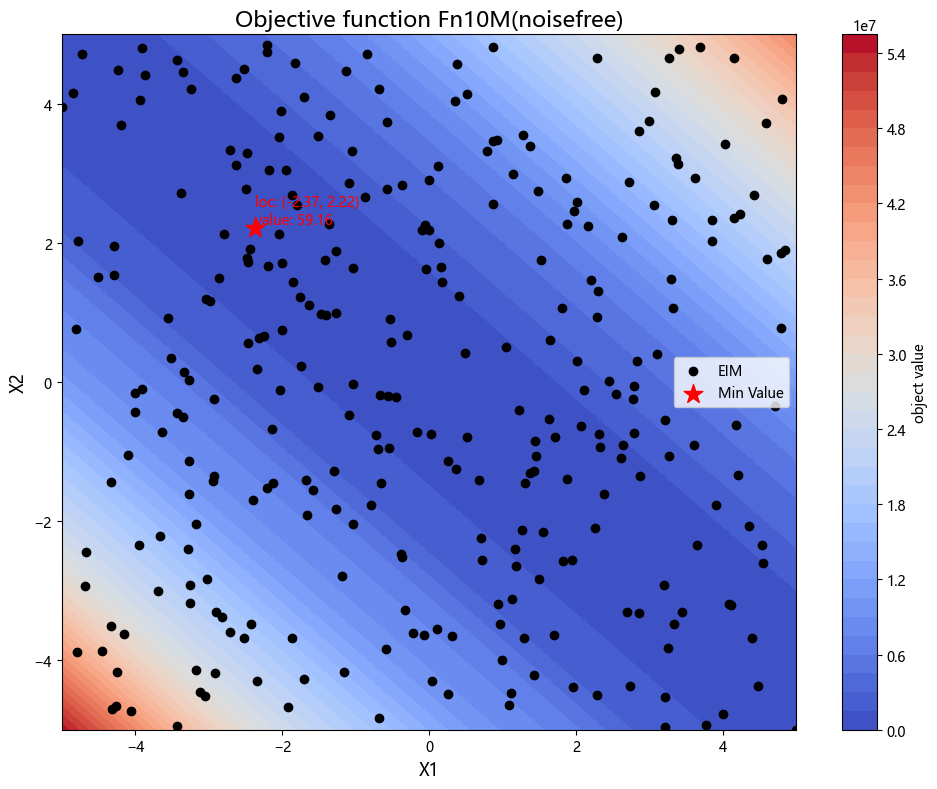 Objective function Fn10M(noisefree)
1e7
5.4
4.8
4.2
3.6
3.0
2.4
1.8
1.2
0.6
0.0
object value
4
2
0
−2
−4
X2
loc: (-2.37, 2.22)
value: 59.16
EIM
Min Value
−4
−2
0
2
4
X1